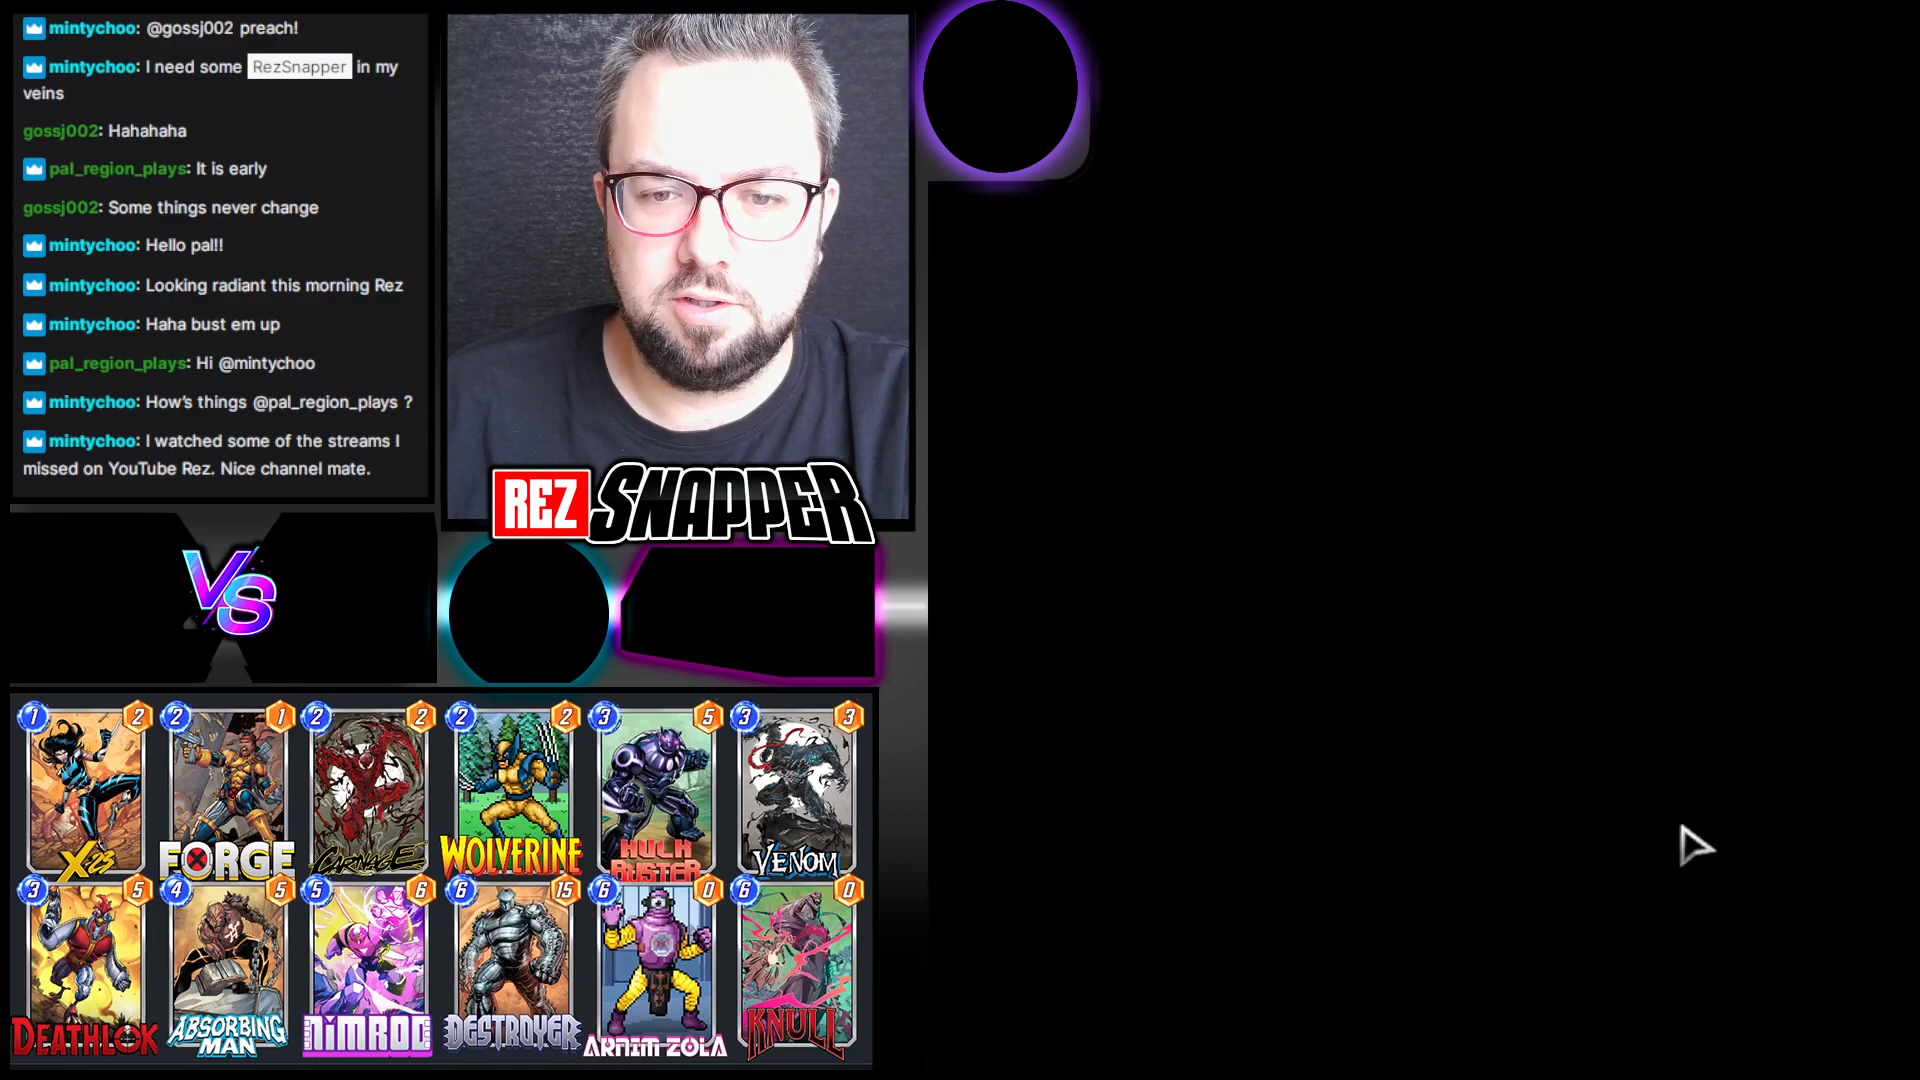 mintychoo: @gossj002 preach!
mintychoo: I need some RezSnapper in my
veins
gossj002: Hahahaha
pal_region_plays: It is early
gossj002: Some things never change
mintychoo: Hello pal!!
mintychoo: Looking radiant this morning Rez
mintychoo: Haha bust em up
pal_region_plays: Hi @mintychoo
mintychoo: How's things @pal_region_plays ?
mintychoo: I watched some of the streams I
missed on YouTube Rez. Nice channel mate.
REZ SNAPPER
VS
1 2 2 1 2 2 2 2 3 5 3 3
X-23 FORGE CARNAGE WOLVERINE HULK BUSTER VENOM
3 5 4 5 5 6 6 15 6 0 6 0
DEATHLOK ABSORBING MAN NIMROD DESTROYER ARNIM ZOLA KNULL